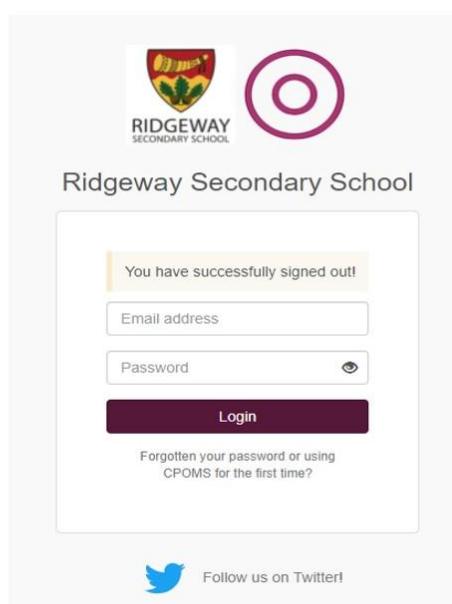 RIDGEWAY
SECONDARY SCHOOL
Ridgeway Secondary School
You have successfully signed out!
Email address
Password
Login
Forgotten your password or using
CPOMS for the first time?
Follow us on Twitter!